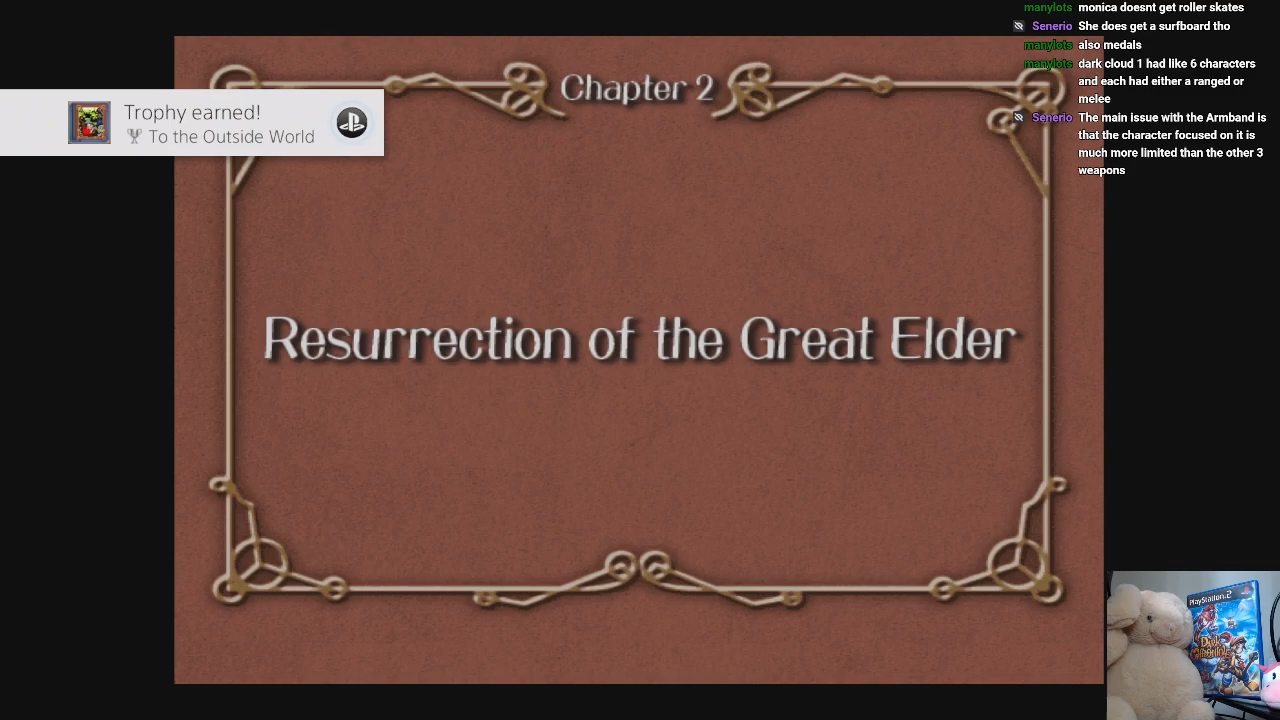 manylots monica doesnt get roller skates
Senerio She does get a surfboard tho
manylots also medals
manylots dark cloud 1 had like 6 characters
and each had either a ranged or
melee
Senerio The main issue with the Armband is
that the character focused on it is
much more limited than the other 3
weapons
Chapter 2
Trophy earned!
To the Outside World
Resurrection of the Great Elder
PlayStation 2
Dark Chronicle